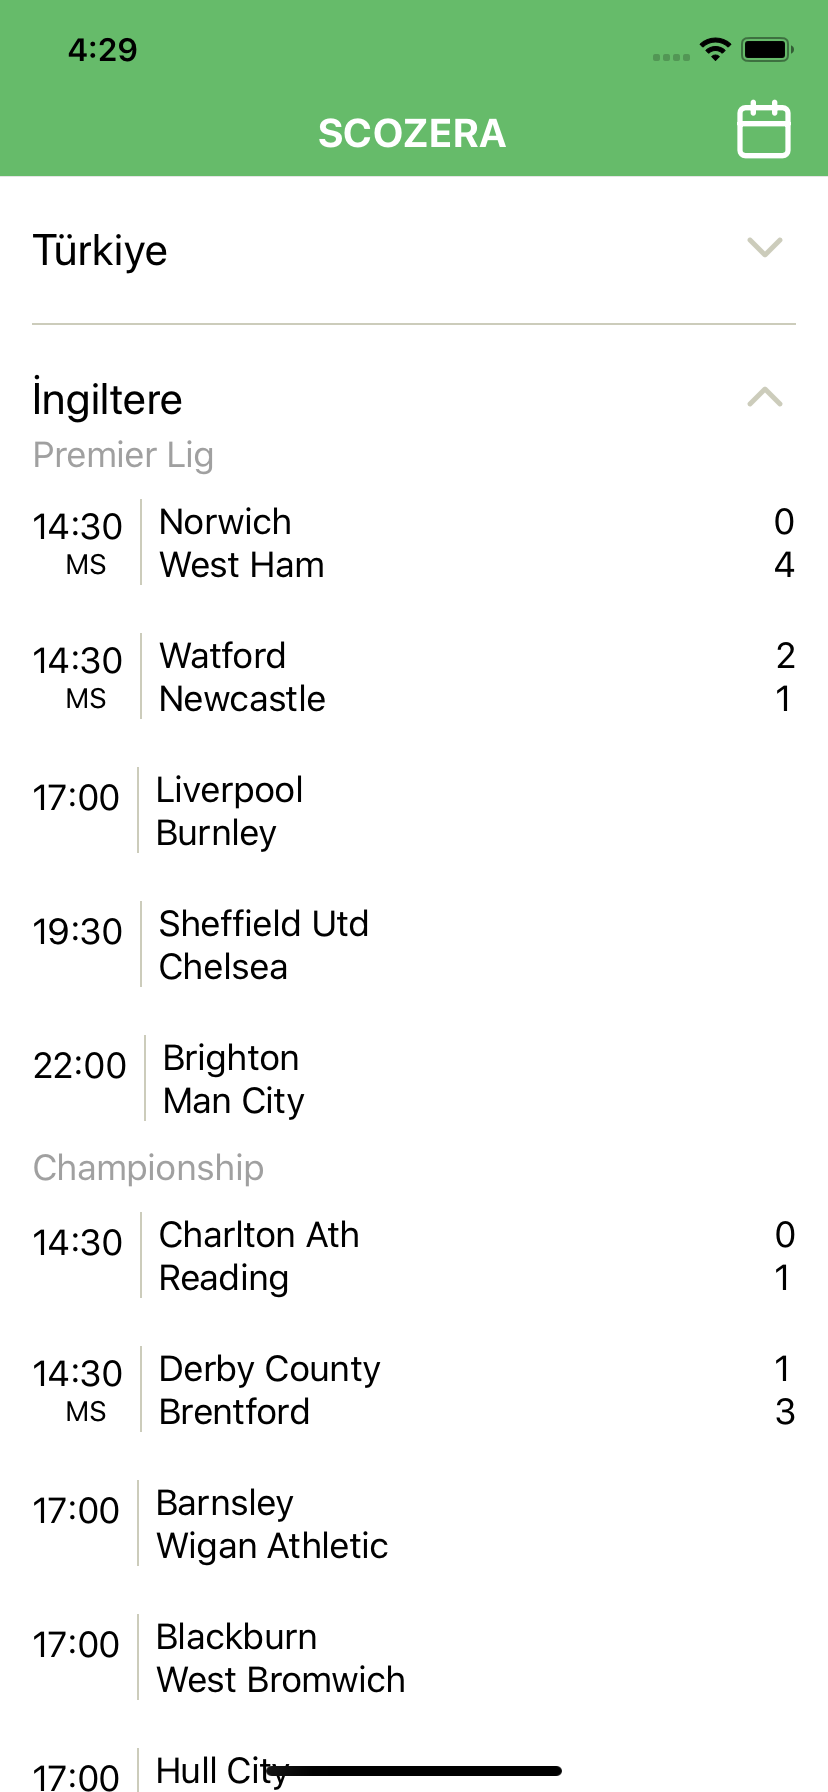 4:29
SCOZERA
Türkiye
İngiltere
Premier Lig
14:30 Norwich 0
MS West Ham 4
14:30 Watford 2
MS Newcastle 1
17:00 Liverpool
Burnley
19:30 Sheffield Utd
Chelsea
22:00 Brighton
Man City
Championship
14:30 Charlton Ath 0
Reading 1
14:30 Derby County 1
MS Brentford 3
17:00 Barnsley
Wigan Athletic
17:00 Blackburn
West Bromwich
17:00 Hull City